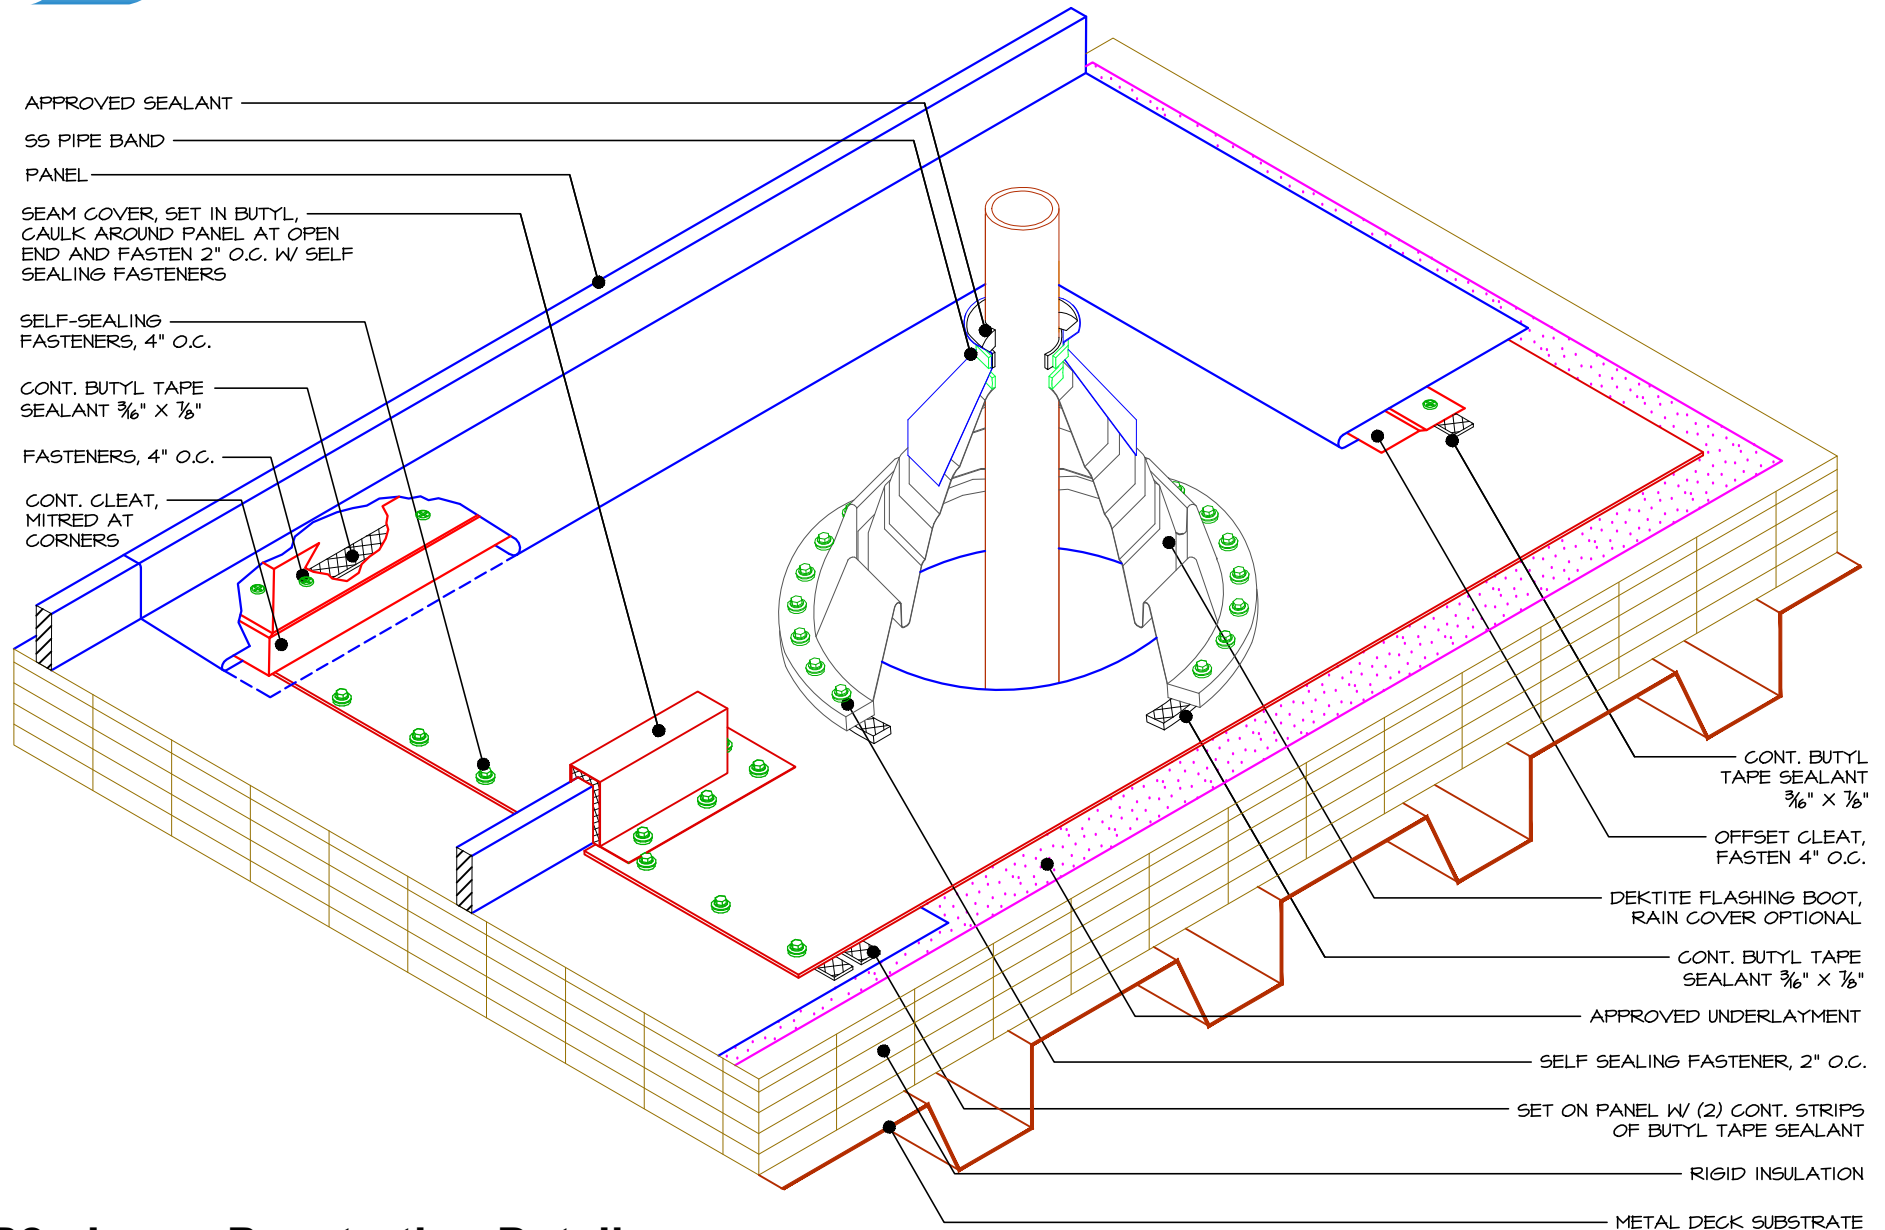 APPROVED SEALANT
SS PIPE BAND
PANEL
SEAM COVER, SET IN BUTYL,
CAULK AROUND PANEL AT OPEN
END AND FASTEN 2" O.C. W/ SELF
SEALING FASTENERS
SELF-SEALING
FASTENERS, 4" O.C.
CONT. BUTYL TAPE
SEALANT 3/16" X 7/8"
FASTENERS, 4" O.C.
CONT. CLEAT,
MITRED AT
CORNERS
CONT. BUTYL
TAPE SEALANT
3/16" X 7/8"
OFFSET CLEAT,
FASTEN 4" O.C.
DEKTITE FLASHING BOOT,
RAIN COVER OPTIONAL
CONT. BUTYL TAPE
SEALANT 3/16" X 7/8"
APPROVED UNDERLAYMENT
SELF SEALING FASTENER, 2" O.C.
SET ON PANEL W/ (2) CONT. STRIPS
OF BUTYL TAPE SEALANT
RIGID INSULATION
METAL DECK SUBSTRATE